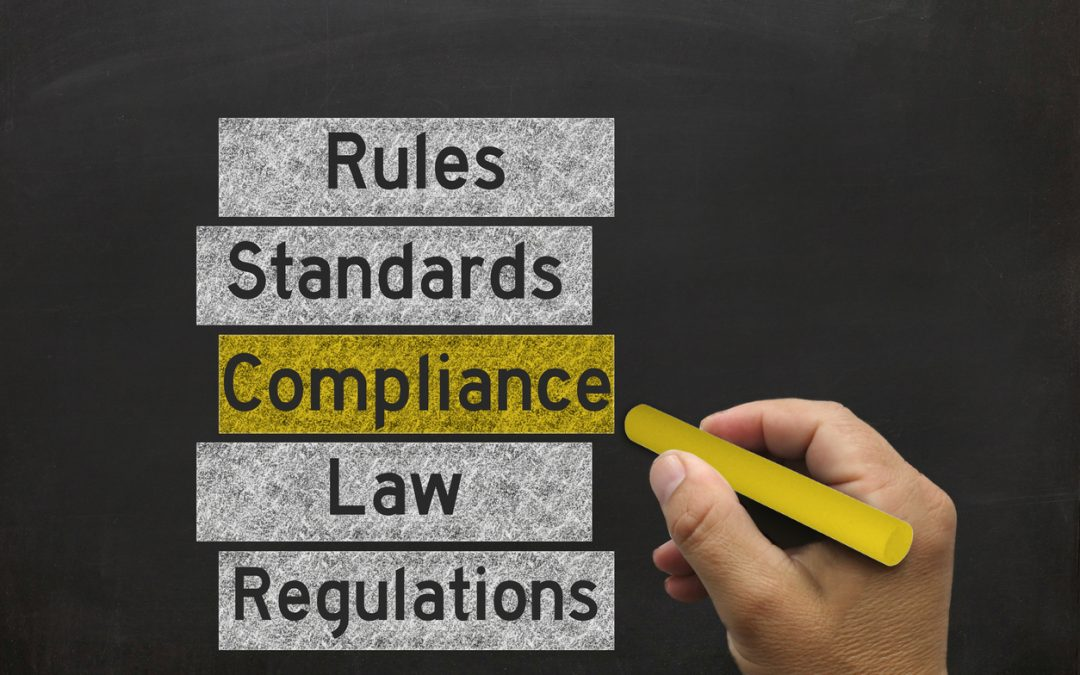 Rules
Standards
Compliance
Law
Regulations